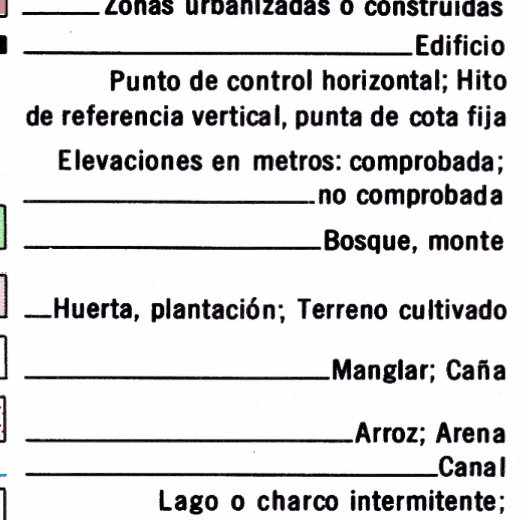 Zonas urbanizadas o construidas
Edificio
Punto de control horizontal; Hito
de referencia vertical, punta de cota fija
Elevaciones en metros: comprobada;
no comprobada
Bosque, monte
Huerta, plantación; Terreno cultivado
Manglar; Caña
Arroz; Arena
Canal
Lago o charco intermitente;